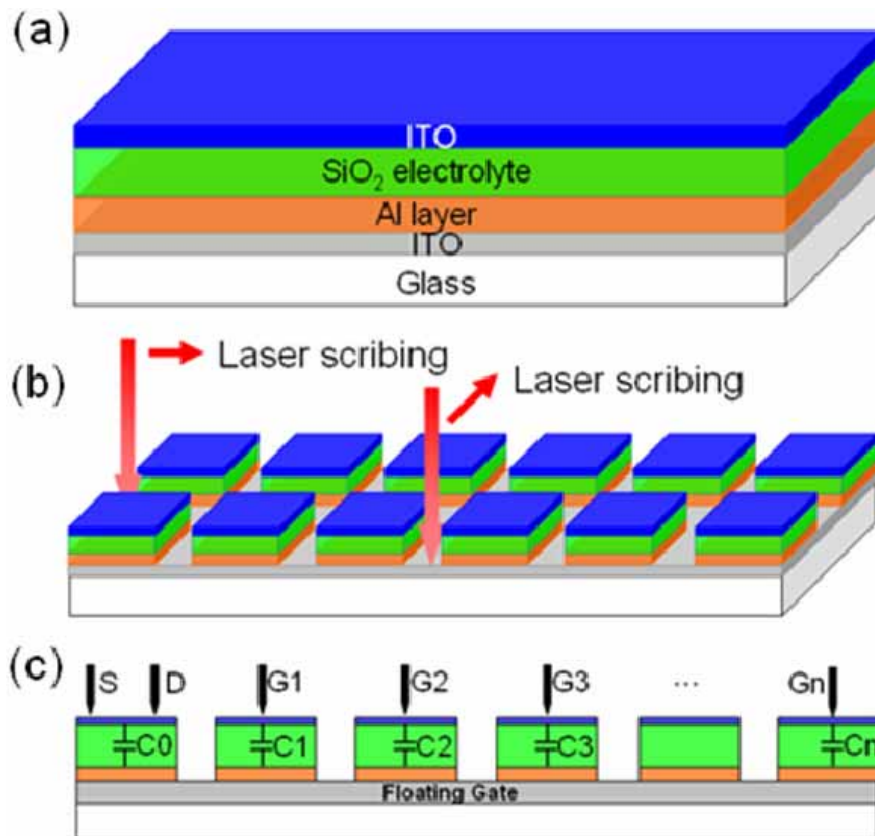 (a)
ITO
SiO₂ electrolyte
Al layer
ITO
Glass
(b)
Laser scribing
Laser scribing
(c)
S D G1 G2 G3 ... Gn
C0 C1 C2 C3 Cn
Floating Gate